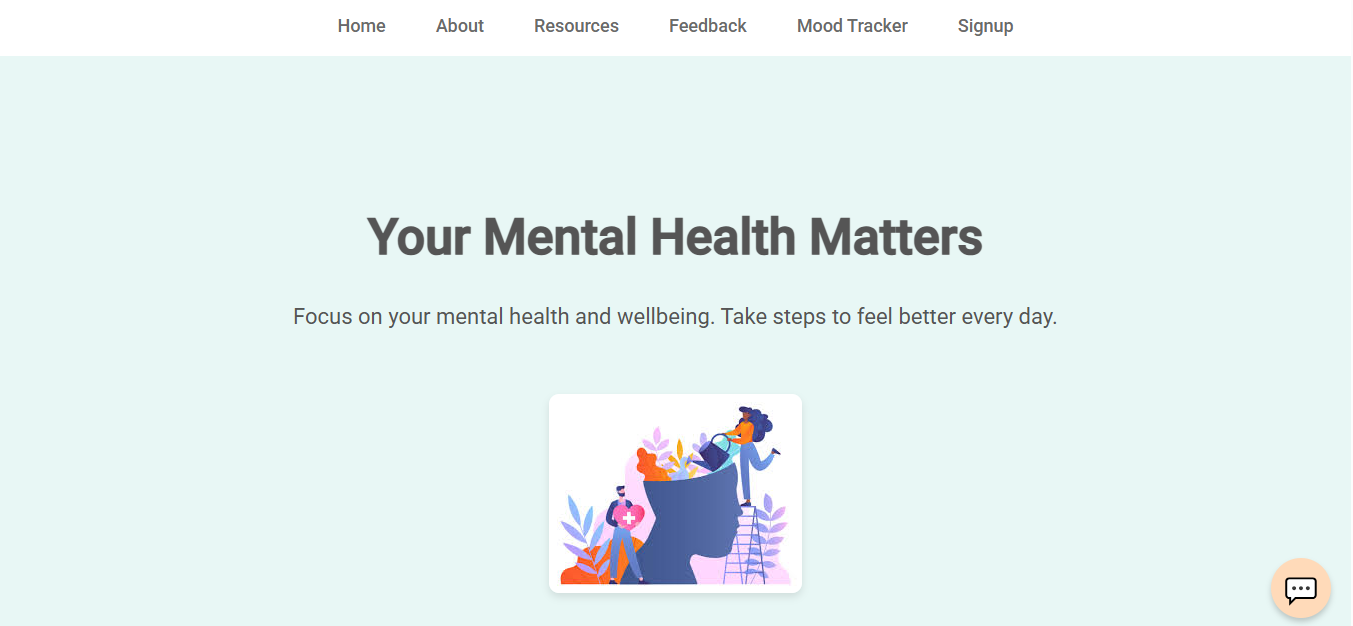 Home About Resources Feedback Mood Tracker Signup
Your Mental Health Matters
Focus on your mental health and wellbeing. Take steps to feel better every day.